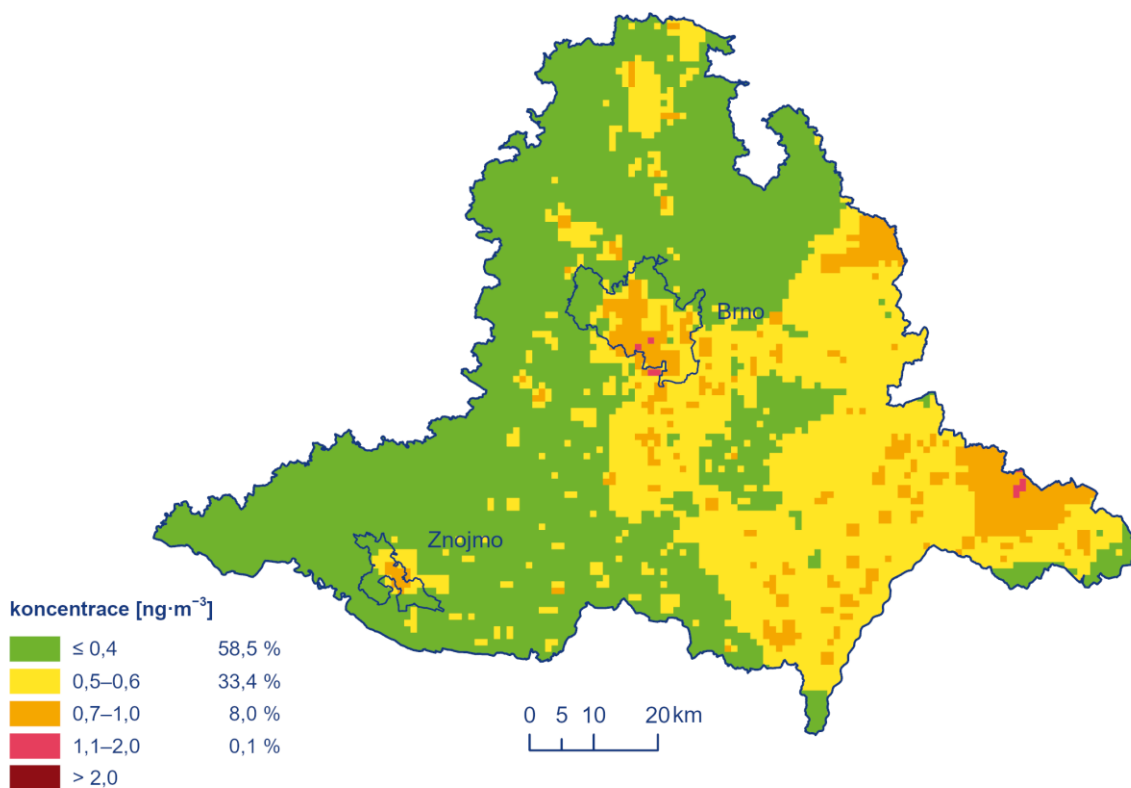 Brno
Znojmo
koncentrace [ng·m⁻³]
≤ 0,4 58,5 %
0,5–0,6 33,4 %
0,7–1,0 8,0 %
1,1–2,0 0,1 %
> 2,0
0 5 10 20 km